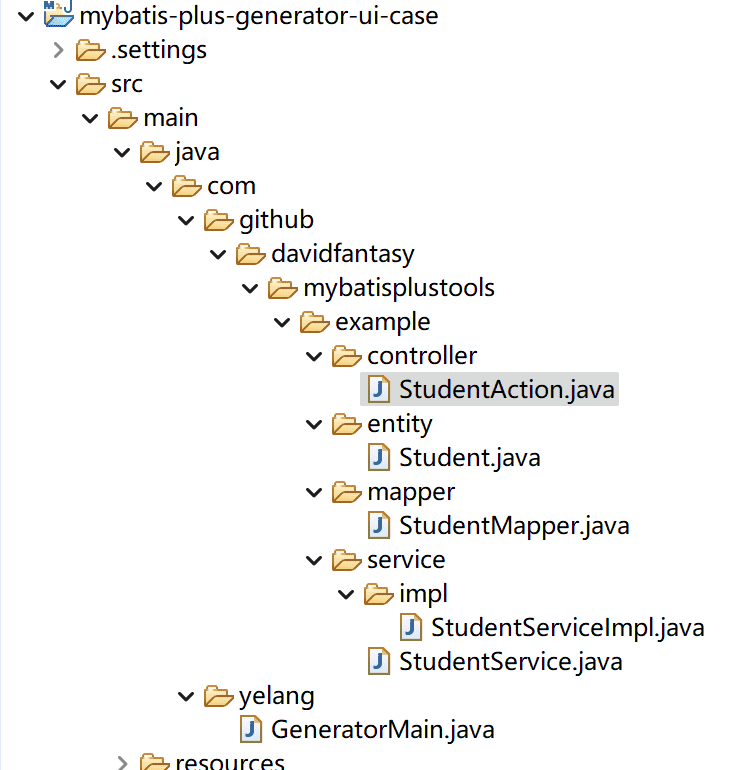 mybatis-plus-generator-ui-case
.settings
src
main
java
com
github
davidfantasy
mybatisplustools
example
controller
StudentAction.java
entity
Student.java
mapper
StudentMapper.java
service
impl
StudentServiceImpl.java
StudentService.java
yelang
GeneratorMain.java
resources